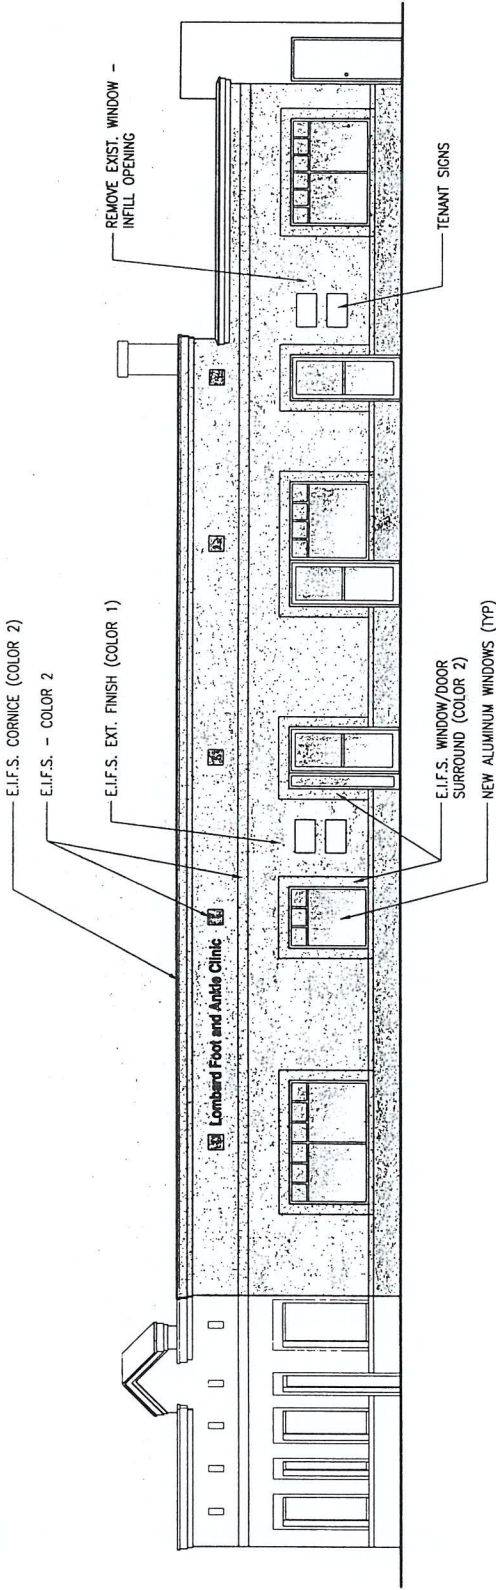 E.I.F.S. CORNICE (COLOR 2)
E.I.F.S. - COLOR 2
E.I.F.S. EXT. FINISH (COLOR 1)
REMOVE EXIST. WINDOW -
INFILL OPENING
Lombard Foot and Ankle Clinic
E.I.F.S. WINDOW/DOOR
SURROUND (COLOR 2)
NEW ALUMINUM WINDOWS (TYP)
TENANT SIGNS